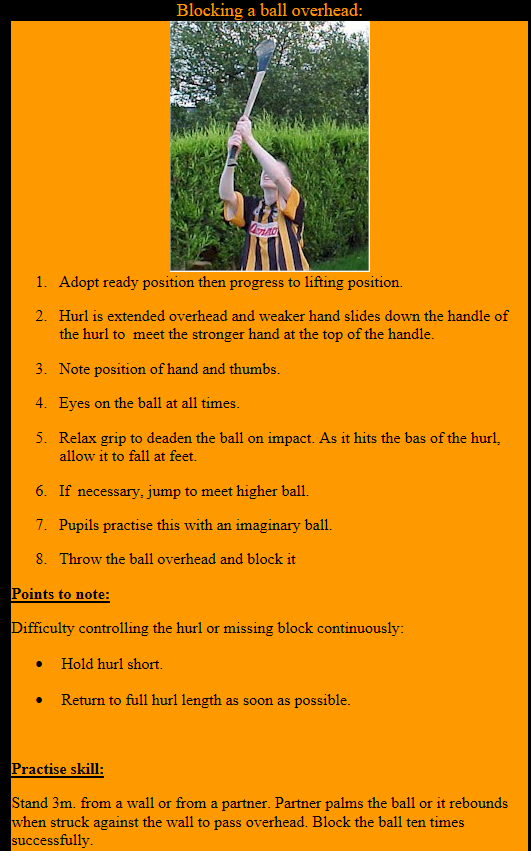 Blocking a ball overhead:
1. Adopt ready position then progress to lifting position.
2. Hurl is extended overhead and weaker hand slides down the handle of
the hurl to meet the stronger hand at the top of the handle.
3. Note position of hand and thumbs.
4. Eyes on the ball at all times.
5. Relax grip to deaden the ball on impact. As it hits the bas of the hurl,
allow it to fall at feet.
6. If necessary, jump to meet higher ball.
7. Pupils practise this with an imaginary ball.
8. Throw the ball overhead and block it
Points to note:
Difficulty controlling the hurl or missing block continuously:
• Hold hurl short.
• Return to full hurl length as soon as possible.
Practise skill:
Stand 3m. from a wall or from a partner. Partner palms the ball or it rebounds
when struck against the wall to pass overhead. Block the ball ten times
successfully.